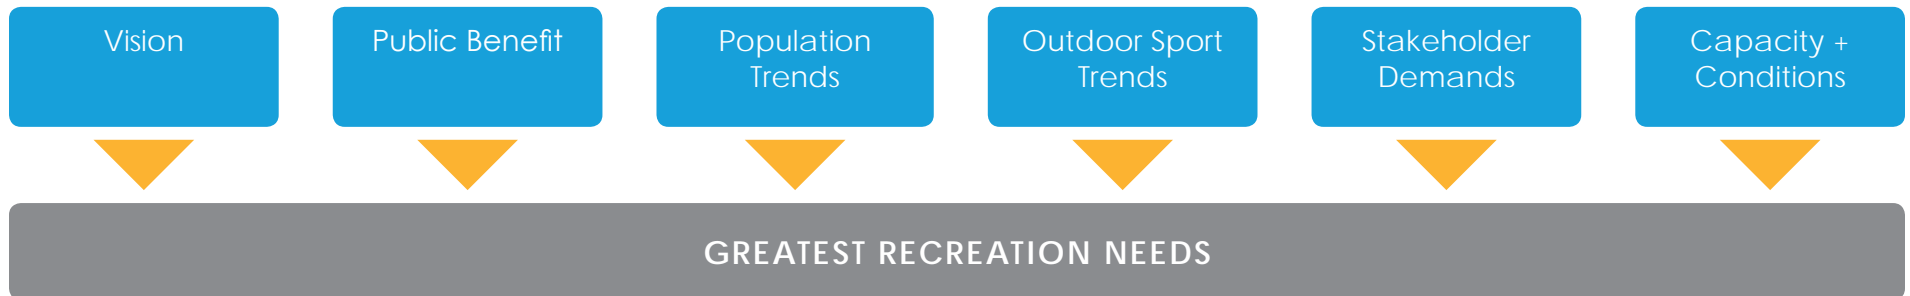 Vision
Public Benefit
Population
Trends
Outdoor Sport
Trends
Stakeholder
Demands
Capacity +
Conditions
GREATEST RECREATION NEEDS